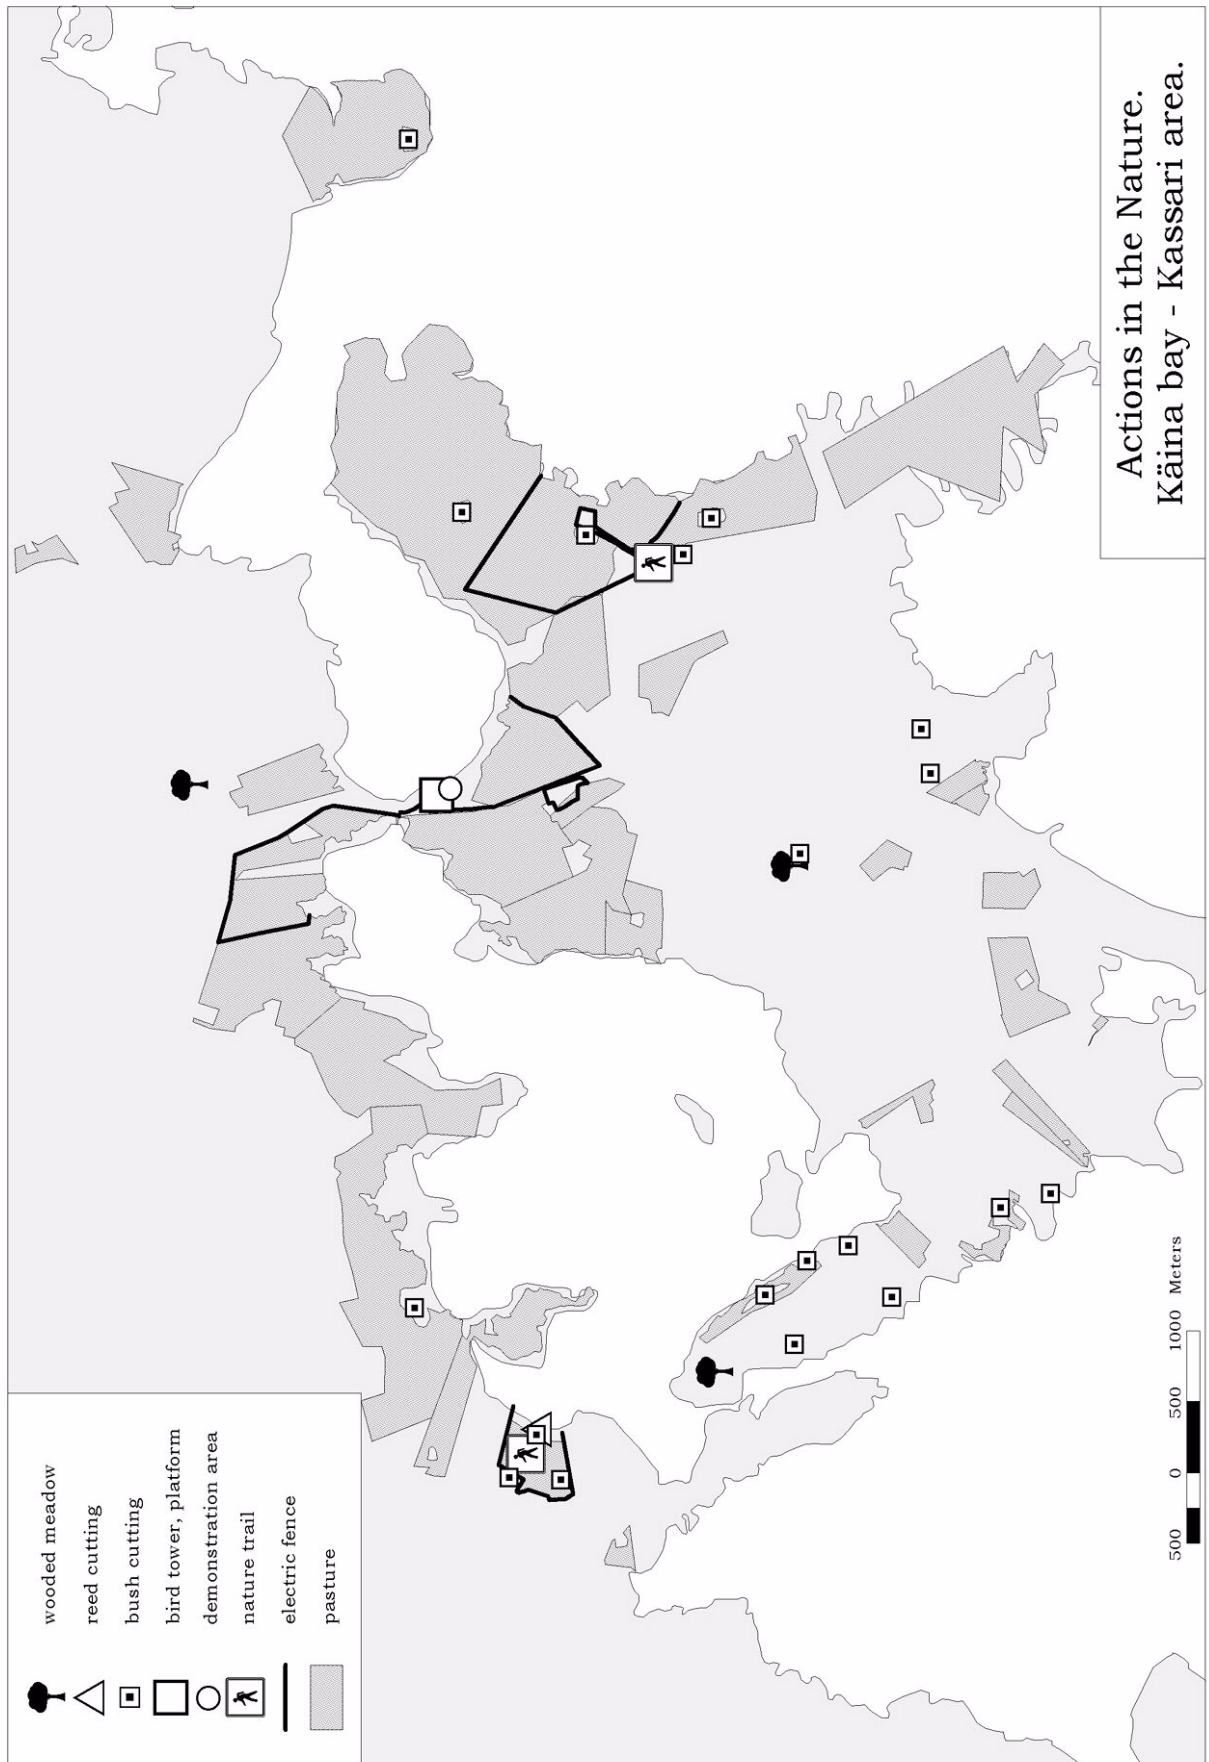 Actions in the Nature.
Käina bay - Kassari area.
wooded meadow
reed cutting
bush cutting
bird tower, platform
demonstration area
nature trail
electric fence
pasture
500 0 500 1000 Meters